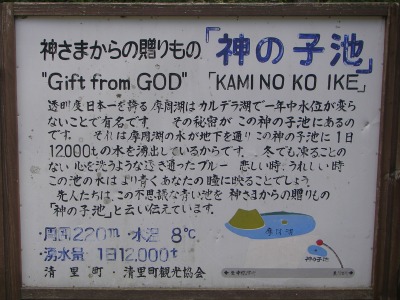 神さまからの贈りもの「神の子池」
"Gift from GOD" 「KAMI NO KO IKE」
透明度日本一を誇る摩周湖はカルデラ湖で一年中水位が変ら
ないことで有名です その秘密がこの神の子池にあるの
です それは摩周湖の水が地下を通りこの神の子池に1日
12,000tの水を湧出しているからです 冬でも凍ることの
ない 心を洗うような透き通ったブルー 悲しい時、うれしい時
この池の水はより青くあなたの瞳に映ることでしょう
先人たちは、この不思議な青い池を 神さまからの贈りもの
「神の子池」と云い伝えています.
・周囲220m・水温 8℃
・湧水量 1日12,000t
清里町 ・清里町観光協会
摩周湖
神の子池